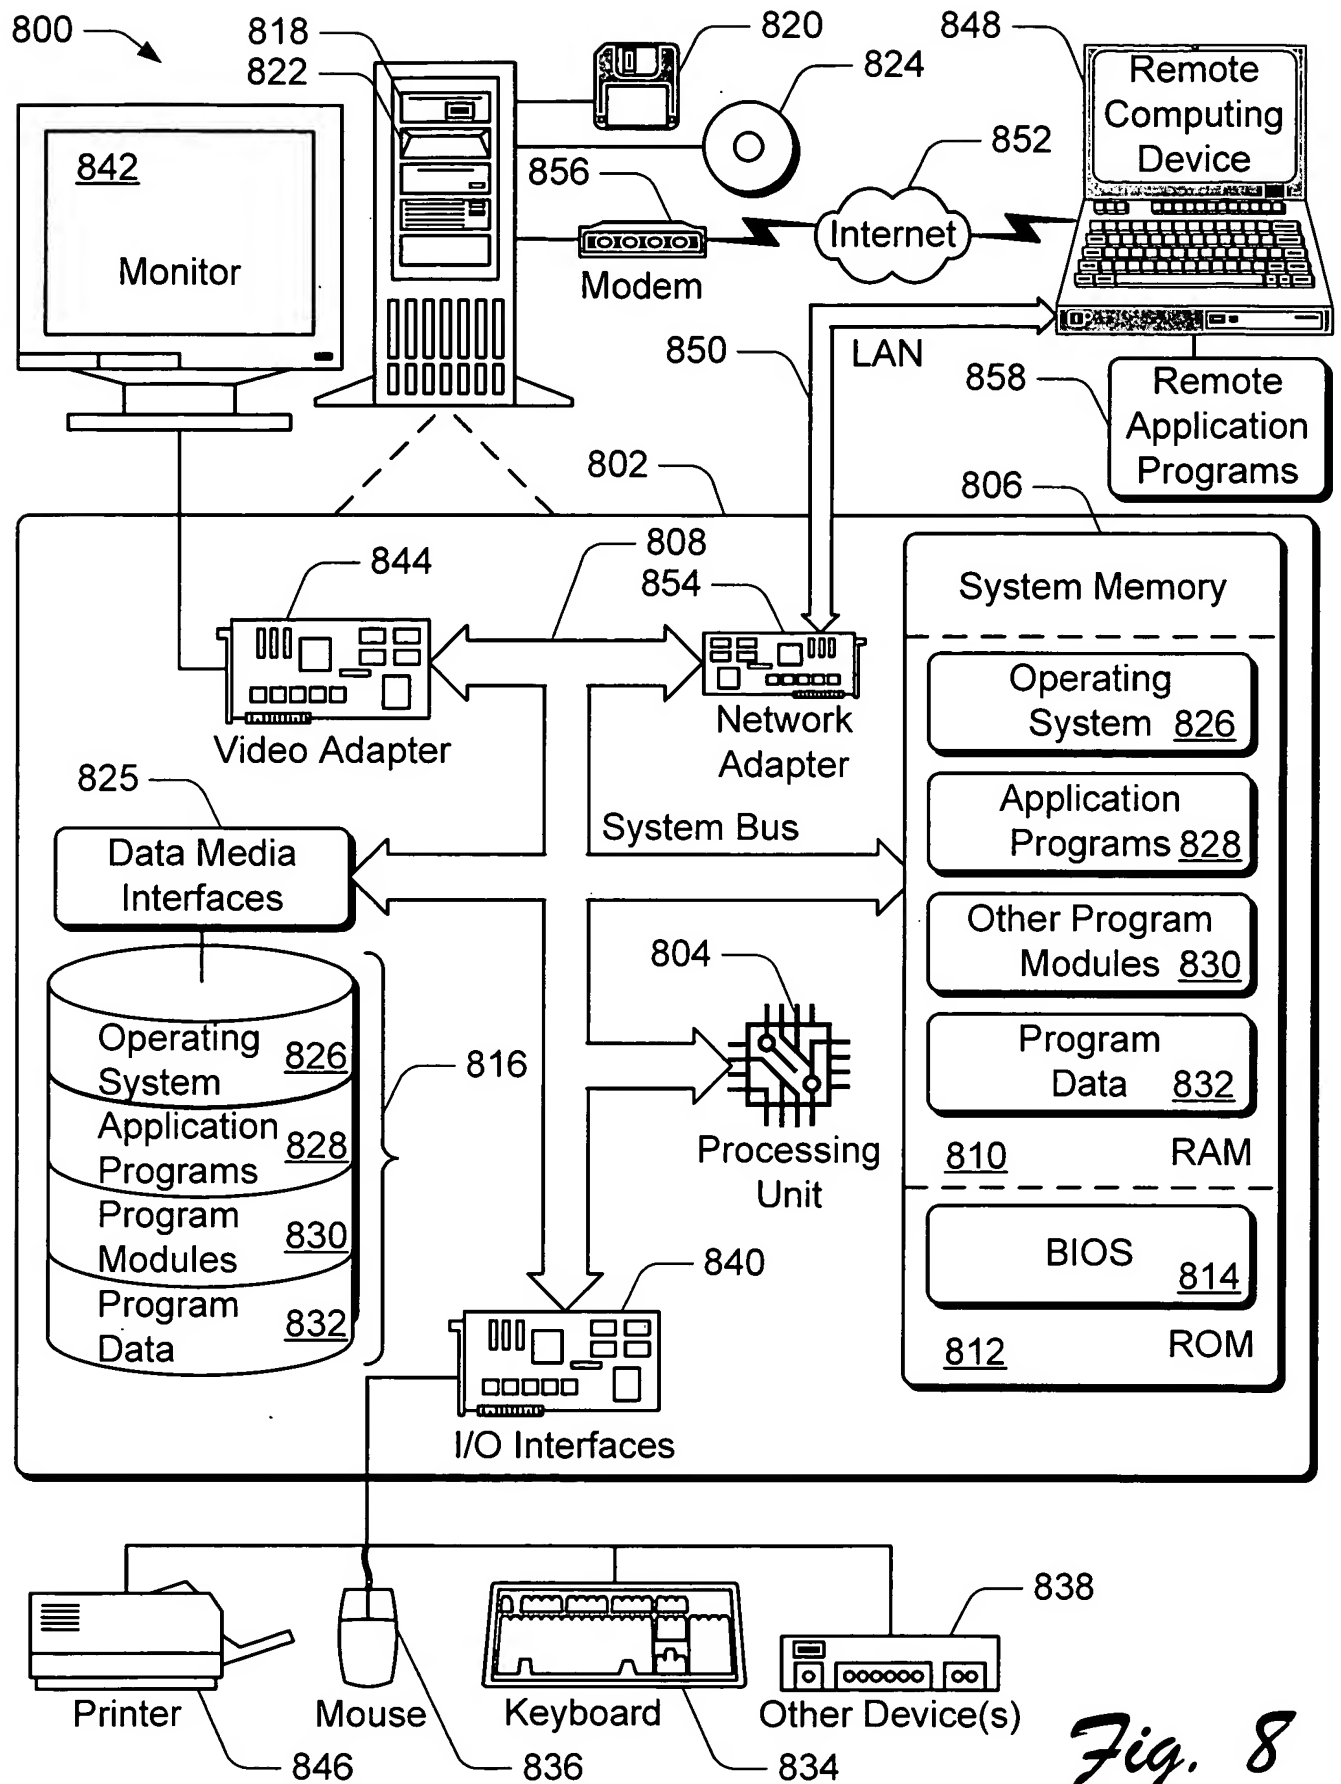 800
818
822
820
824
848
Remote
Computing
Device
842
Monitor
856
852
Modem
Internet
850
LAN
858
Remote
Application
Programs
802
806
844
808
854
System Memory
Operating
System 826
Video Adapter
Network
Adapter
Application
Programs 828
825
Data Media
Interfaces
System Bus
Other Program
Modules 830
804
Program
Data 832
Operating
System 826
816
Application
Programs 828
Processing
Unit
810 RAM
Program
Modules 830
BIOS 814
840
Program
Data 832
812 ROM
I/O Interfaces
838
Printer
Mouse
Keyboard
Other Device(s)
846
836
834
Fig. 8